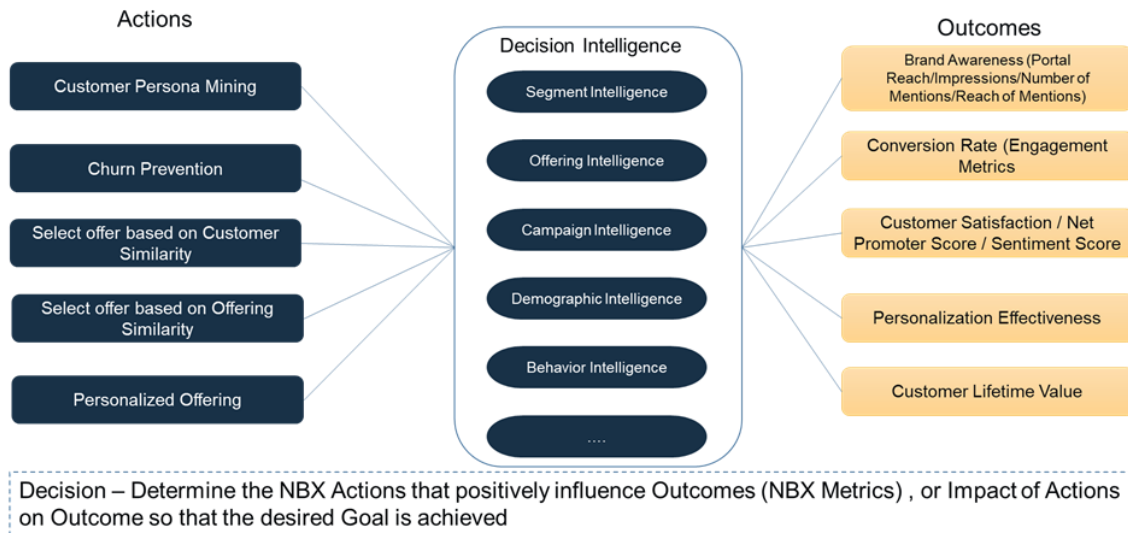 Actions
Customer Persona Mining
Churn Prevention
Select offer based on Customer
Similarity
Select offer based on Offering
Similarity
Personalized Offering
Decision Intelligence
Segment Intelligence
Offering Intelligence
Campaign Intelligence
Demographic Intelligence
Behavior Intelligence
....
Outcomes
Brand Awareness (Portal
Reach/Impressions/Number of
Mentions/Reach of Mentions)
Conversion Rate (Engagement
Metrics
Customer Satisfaction / Net
Promoter Score / Sentiment Score
Personalization Effectiveness
Customer Lifetime Value
Decision – Determine the NBX Actions that positively influence Outcomes (NBX Metrics) , or Impact of Actions
on Outcome so that the desired Goal is achieved